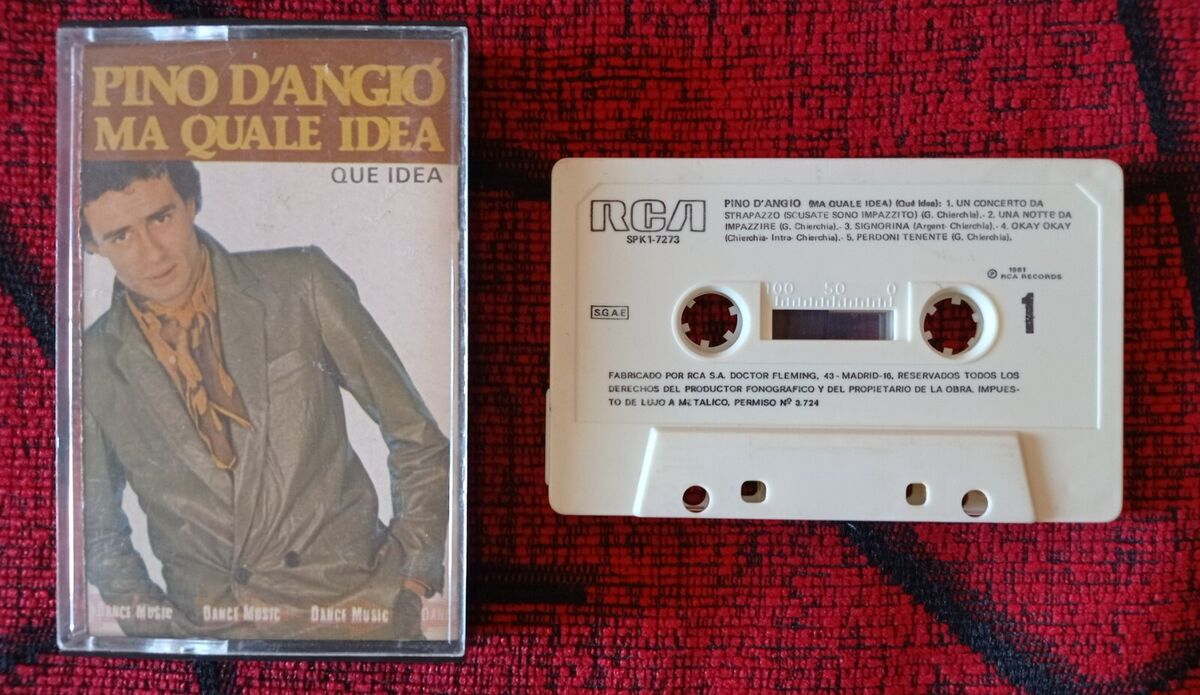 PINO D'ANGIÓ
MA QUALE IDEA
QUE IDEA
DANCE MUSIC DANCE MUSIC DANCE MUSIC DANC
RCA
SPK1-7273
PINO D'ANGIO (MA QUALE IDEA) (Qué Idea): 1. UN CONCERTO DA
STRAPAZZO (SCUSATE SONO IMPAZZITO) (G. Chierchia).- 2. UNA NOTTE DA
IMPAZZIRE (G. Chierchia).- 3. SIGNORINA (Argent- Chierchia).- 4. OKAY OKAY
(Chierchia- Intra- Chierchia).- 5. PERDONI TENENTE (G. Chierchia).
℗ 1981
RCA RECORDS
100 50 0
S.G.A.E
1
FABRICADO POR RCA S.A. DOCTOR FLEMING, 43 - MADRID-16, RESERVADOS TODOS LOS
DERECHOS DEL PRODUCTOR FONOGRAFICO Y DEL PROPIETARIO DE LA OBRA. IMPUES-
TO DE LUJO A METALICO. PERMISO Nº 3.724